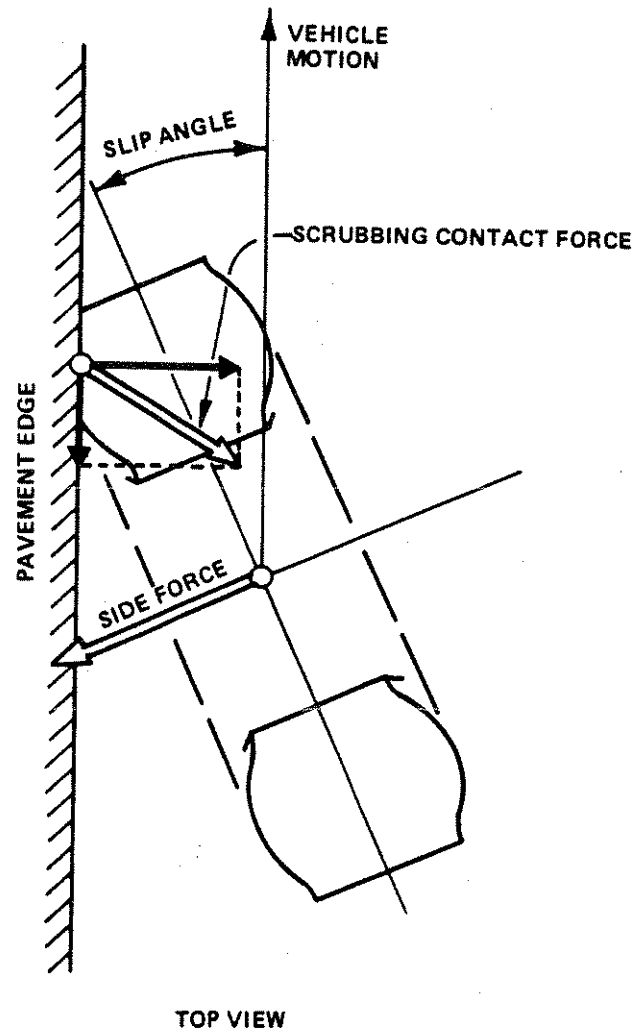 VEHICLE
MOTION
SLIP ANGLE
SCRUBBING CONTACT FORCE
PAVEMENT EDGE
SIDE FORCE
TOP VIEW